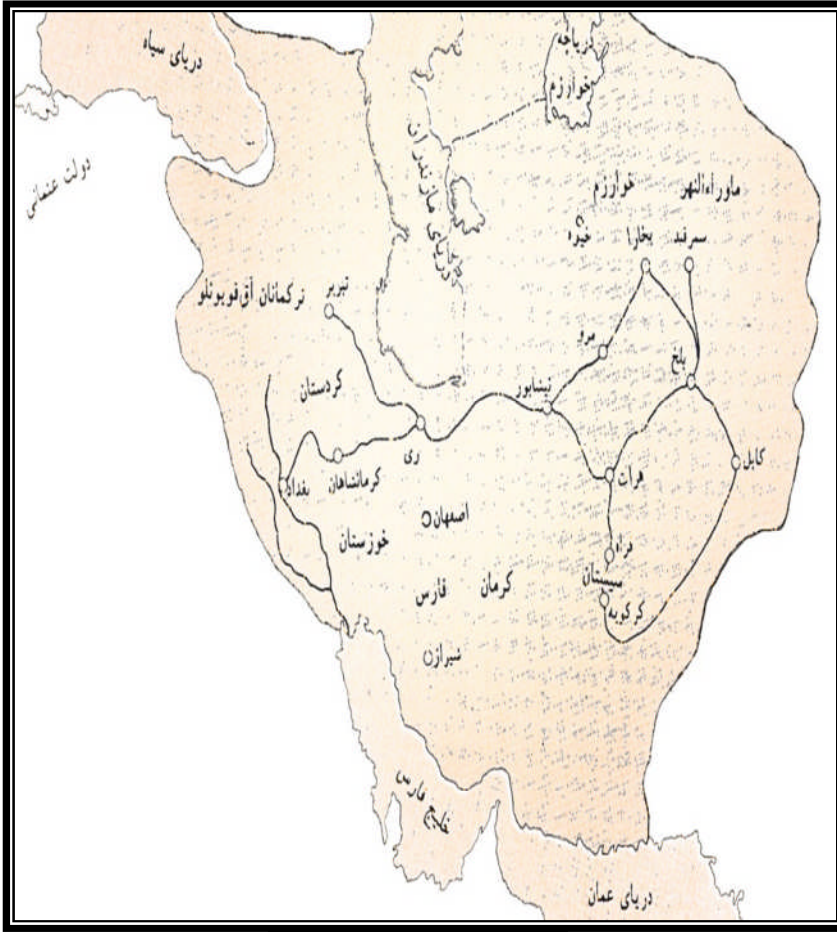 دریای سیاه
دریاچه
خوارزم
دولت عثمانی
دریای مازندران
خوارزم
ماوراءالنهر
خیوه
بخارا
سمرقند
ترکمانان آق‌قویونلو
تبریز
مرو
بلخ
نیشابور
کردستان
ری
هرات
کابل
کرمانشاهان
بغداد
اصفهان
خوزستان
فراه
سیستان
کرمان
فارس
کرکویه
شیراز
خلیج فارس
دریای عمان